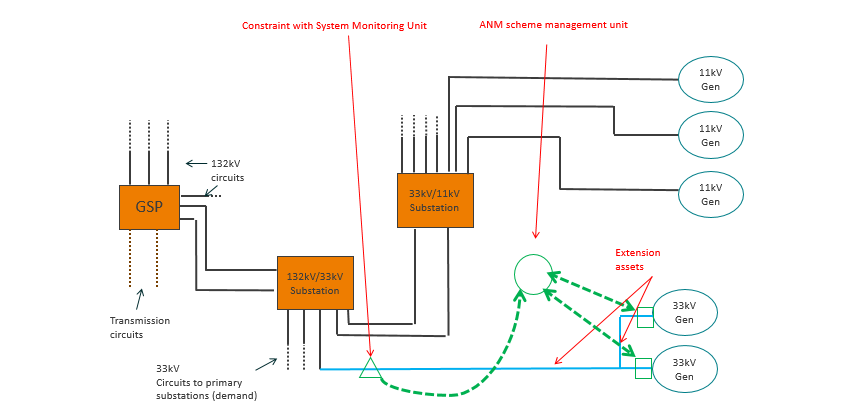 Constraint with System Monitoring Unit
ANM scheme management unit
11kV
Gen
11kV
Gen
132kV
circuits
11kV
Gen
GSP
33kV/11kV
Substation
Extension
assets
132kV/33kV
Substation
33kV
Gen
Transmission
circuits
33kV
Gen
33kV
Circuits to primary
substations (demand)